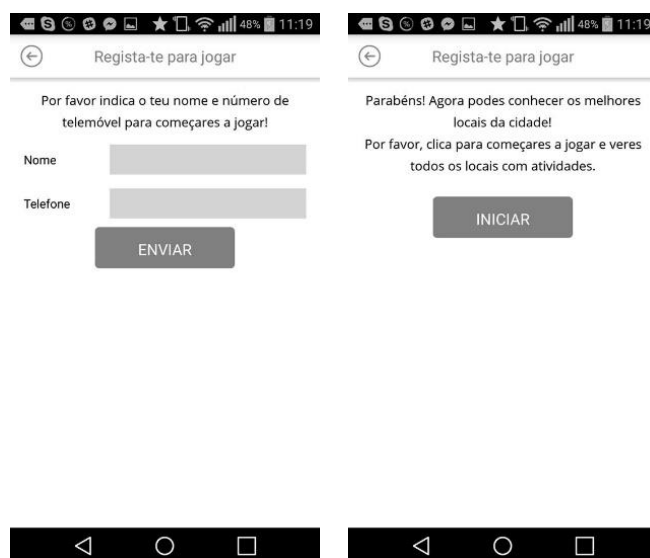 48% 11:19
Regista-te para jogar
Por favor indica o teu nome e número de
telemóvel para começares a jogar!
Nome
Telefone
ENVIAR
48% 11:19
Regista-te para jogar
Parabéns! Agora podes conhecer os melhores
locais da cidade!
Por favor, clica para começares a jogar e veres
todos os locais com atividades.
INICIAR